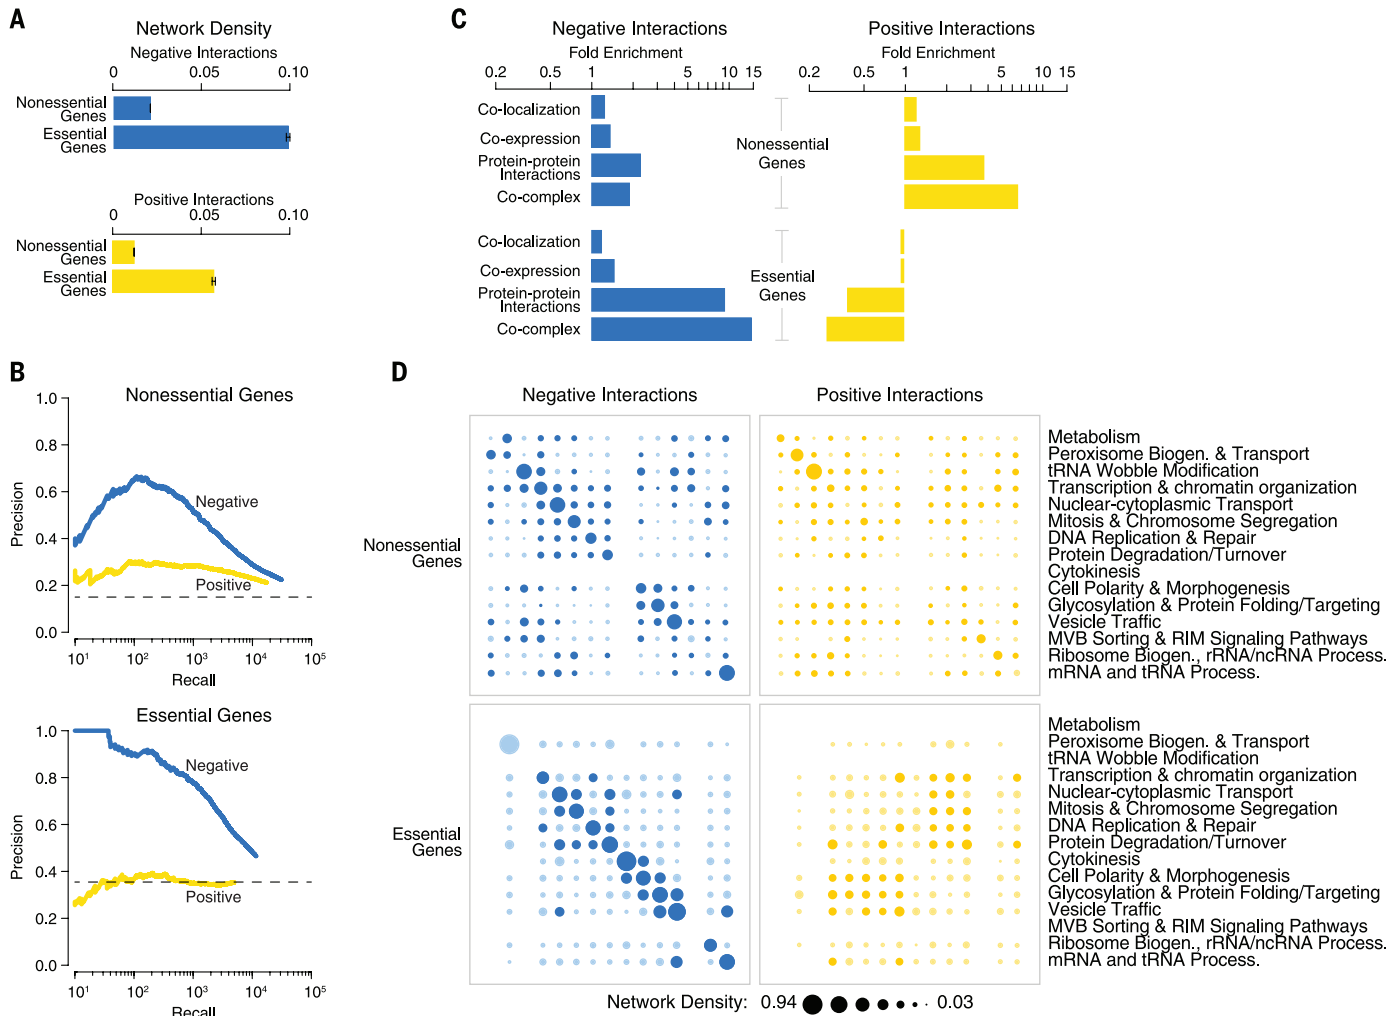 A
Network Density
Negative Interactions
0 0.05 0.10
Nonessential
Genes
Essential
Genes
Positive Interactions
0 0.05 0.10
Nonessential
Genes
Essential
Genes
C
Negative Interactions
Fold Enrichment
0.2 0.5 1 5 10 15
Positive Interactions
Fold Enrichment
0.2 0.5 1 5 10 15
Co-localization
Co-expression
Protein-protein
Interactions
Co-complex
Nonessential
Genes
Co-localization
Co-expression
Protein-protein
Interactions
Co-complex
Essential
Genes
B
Nonessential Genes
Precision
1.0
0.8
0.6
0.4
0.2
0.0
Negative
Positive
10¹ 10² 10³ 10⁴ 10⁵
Recall
Essential Genes
Precision
1.0
0.8
0.6
0.4
0.2
0.0
Negative
Positive
10¹ 10² 10³ 10⁴ 10⁵
Recall
D
Negative Interactions
Positive Interactions
Nonessential
Genes
Metabolism
Peroxisome Biogen. & Transport
tRNA Wobble Modification
Transcription & chromatin organization
Nuclear-cytoplasmic Transport
Mitosis & Chromosome Segregation
DNA Replication & Repair
Protein Degradation/Turnover
Cytokinesis
Cell Polarity & Morphogenesis
Glycosylation & Protein Folding/Targeting
Vesicle Traffic
MVB Sorting & RIM Signaling Pathways
Ribosome Biogen., rRNA/ncRNA Process.
mRNA and tRNA Process.
Essential
Genes
Metabolism
Peroxisome Biogen. & Transport
tRNA Wobble Modification
Transcription & chromatin organization
Nuclear-cytoplasmic Transport
Mitosis & Chromosome Segregation
DNA Replication & Repair
Protein Degradation/Turnover
Cytokinesis
Cell Polarity & Morphogenesis
Glycosylation & Protein Folding/Targeting
Vesicle Traffic
MVB Sorting & RIM Signaling Pathways
Ribosome Biogen., rRNA/ncRNA Process.
mRNA and tRNA Process.
Network Density: 0.94 0.03